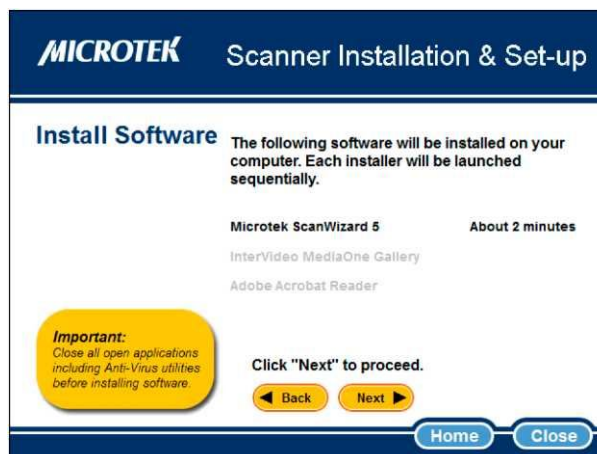 MICROTEK
Scanner Installation & Set-up
Install Software
The following software will be installed on your
computer. Each installer will be launched
sequentially.
Microtek ScanWizard 5 About 2 minutes
InterVideo MediaOne Gallery
Adobe Acrobat Reader
Important:
Close all open applications
including Anti-Virus utilities
before installing software.
Click "Next" to proceed.
Back Next
Home Close